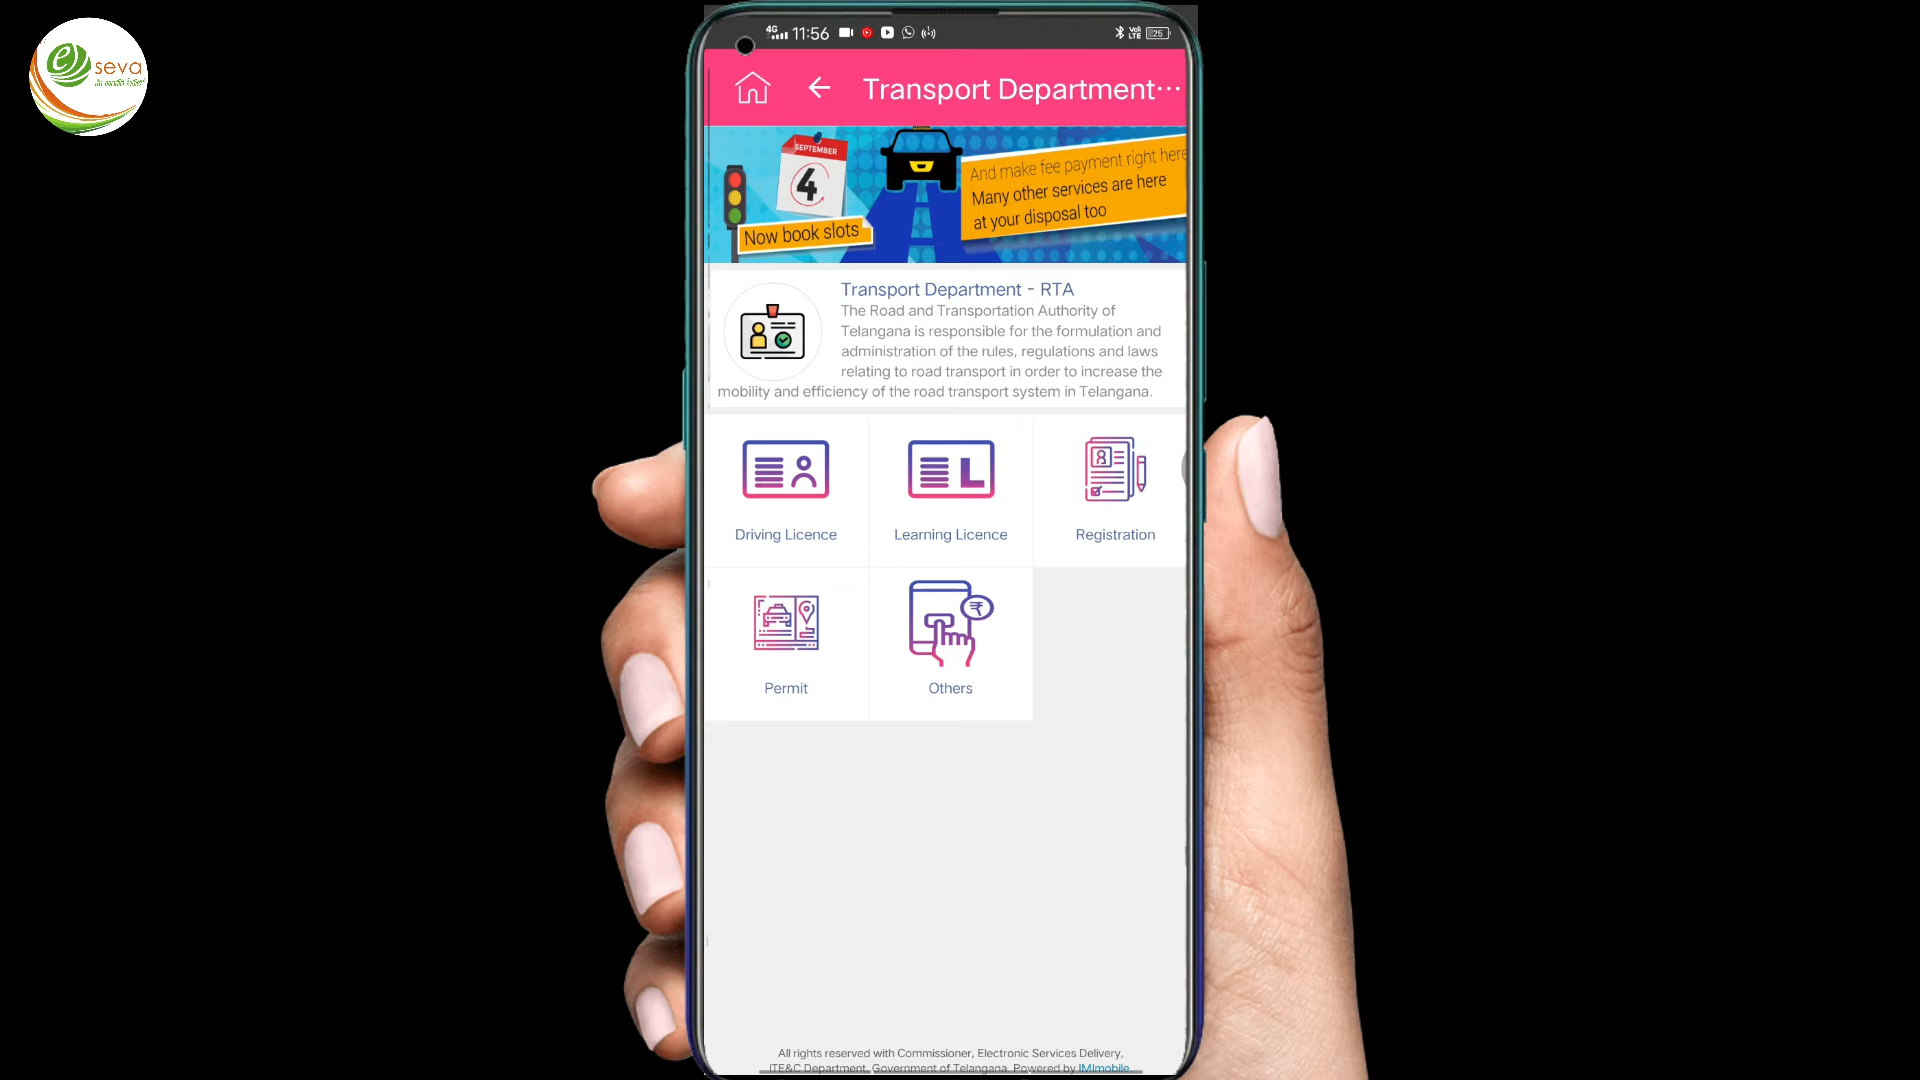 seva
4G 11:56
25
Transport Department...
SEPTEMBER
4
Now book slots
And make fee payment right here
Many other services are here
at your disposal too
Transport Department - RTA
The Road and Transportation Authority of
Telangana is responsible for the formulation and
administration of the rules, regulations and laws
relating to road transport in order to increase the
mobility and efficiency of the road transport system in Telangana.
Driving Licence
L
Learning Licence
Registration
Permit
₹
Others
All rights reserved with Commissioner, Electronic Services Delivery,
ITE&C Department, Government of Telangana. Powered by IMImobile